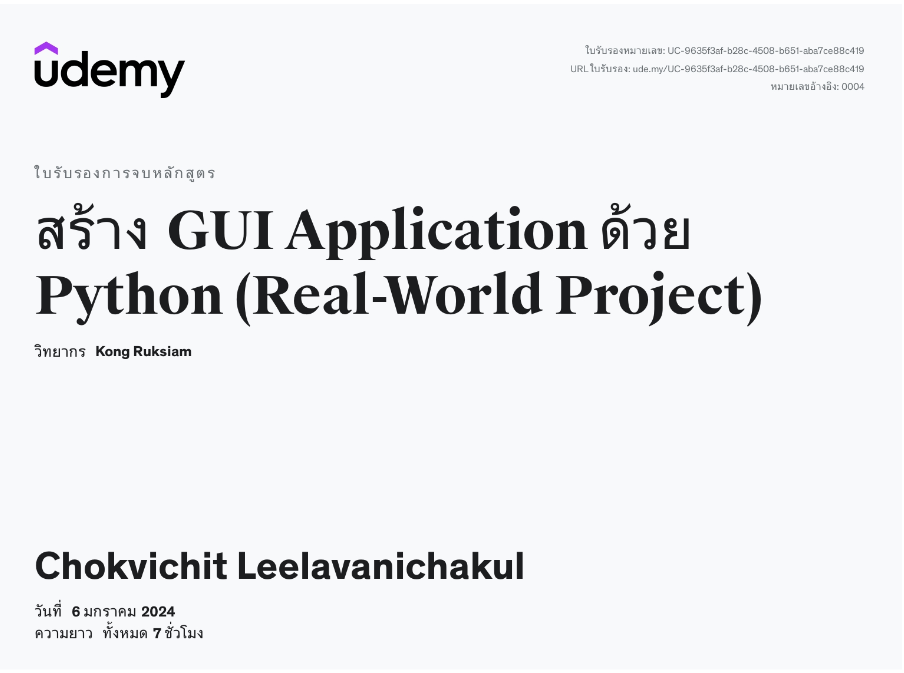 udemy
ใบรับรองหมายเลข: UC-9635f3af-b28c-4508-b651-aba7ce88c419
URL ใบรับรอง: ude.my/UC-9635f3af-b28c-4508-b651-aba7ce88c419
หมายเลขอ้างอิง: 0004
ใบรับรองการจบหลักสูตร
สร้าง GUI Application ด้วย
Python (Real-World Project)
วิทยากร Kong Ruksiam
Chokvichit Leelavanichakul
วันที่ 6 มกราคม 2024
ความยาว ทั้งหมด 7 ชั่วโมง